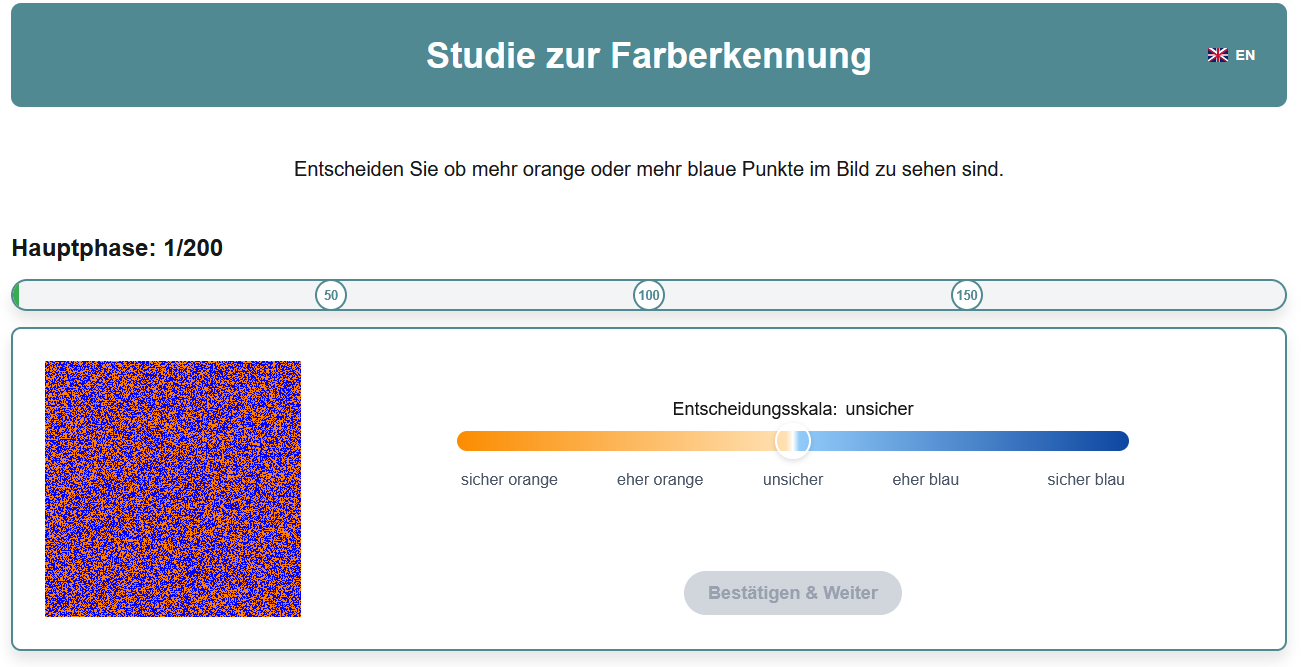 Studie zur Farberkennung
EN
Entscheiden Sie ob mehr orange oder mehr blaue Punkte im Bild zu sehen sind.
Hauptphase: 1/200
50 100 150
Entscheidungsskala: unsicher
sicher orange eher orange unsicher eher blau sicher blau
Bestätigen & Weiter